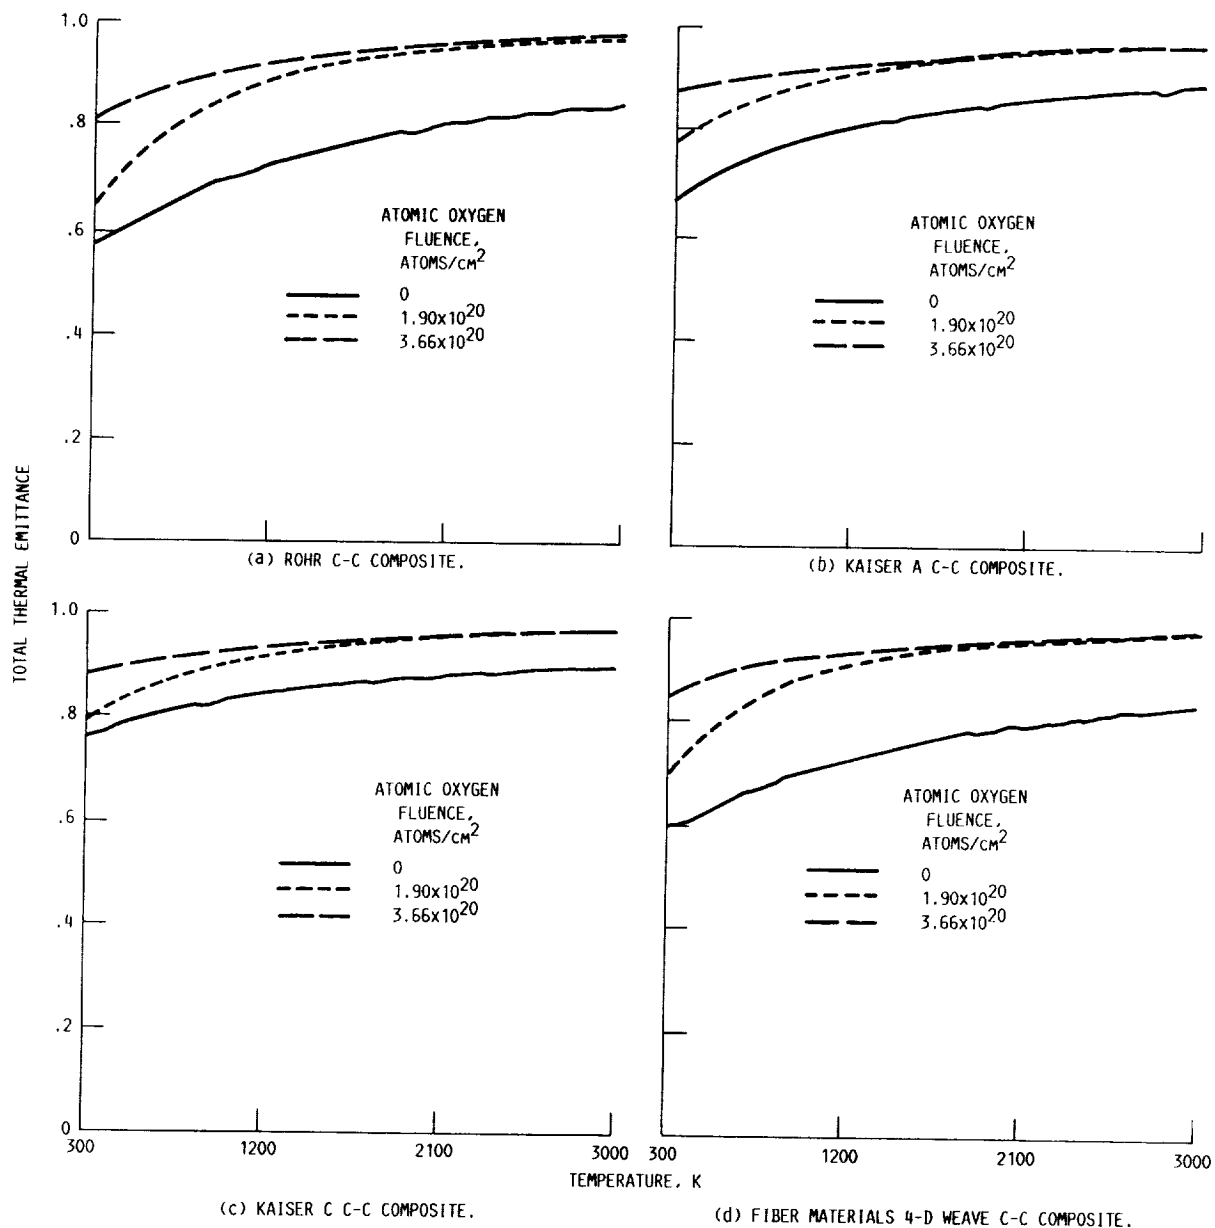 TOTAL THERMAL EMITTANCE
1.0
.8
.6
.4
.2
0
ATOMIC OXYGEN
FLUENCE,
ATOMS/CM²
0
1.90x10²⁰
3.66x10²⁰
(a) ROHR C-C COMPOSITE.
ATOMIC OXYGEN
FLUENCE,
ATOMS/CM²
0
1.90x10²⁰
3.66x10²⁰
1200
2100
3000
(b) KAISER A C-C COMPOSITE.
1.0
.8
.6
.4
.2
0
ATOMIC OXYGEN
FLUENCE,
ATOMS/CM²
0
1.90x10²⁰
3.66x10²⁰
300
1200
2100
3000
(c) KAISER C C-C COMPOSITE.
ATOMIC OXYGEN
FLUENCE,
ATOMS/CM²
0
1.90x10²⁰
3.66x10²⁰
300
1200
2100
3000
TEMPERATURE, K
(d) FIBER MATERIALS 4-D WEAVE C-C COMPOSITE.